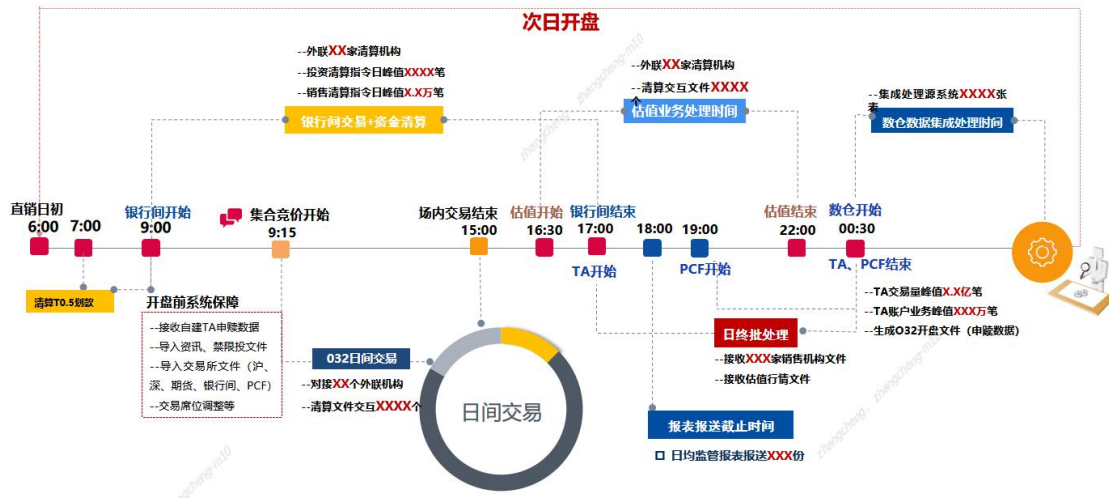 次日开盘
--外联XX家清算机构
--投资清算指令日峰值XXXX笔
--销售清算指令日峰值X.X万笔
银行间交易+资金清算
--外联XX家清算机构
--清算交互文件XXXX
个
估值业务处理时间
--集成处理源系统XXXX张
表
数仓数据集成处理时间
直销日初
6:00
7:00
银行间开始
9:00
集合竞价开始
9:15
场内交易结束
15:00
估值开始
16:30
银行间结束
17:00
TA开始
18:00
19:00
PCF开始
估值结束
22:00
数仓开始
00:30
TA、PCF结束
清算T0.5划款
开盘前系统保障
--接收自建TA申赎数据
--导入资讯、禁限投文件
--导入交易所文件（沪、
深、期货、银行间、PCF）
--交易席位调整等
032日间交易
--对接XX个外联机构
--清算文件交互XXXX个
日间交易
--TA交易量峰值X.X亿笔
--TA账户业务峰值XXX万笔
--生成O32开盘文件（申赎数据）
日终批处理
--接收XXX家销售机构文件
--接收估值行情文件
报表报送截止时间
日均监管报表报送XXX份
zhangcheng-m10
zhangcheng-m10
zhangcheng-m10
zhangcheng-m10